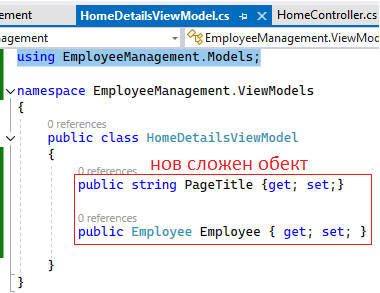 ement
HomeDetailsViewModel.cs
HomeController.cs
nagement
EmployeeManagement.ViewMod
using EmployeeManagement.Models;
namespace EmployeeManagement.ViewModels
{
0 references
public class HomeDetailsViewModel
{
нов сложен обект
0 references
public string PageTitle {get; set;}
0 references
public Employee Employee { get; set; }
}
}